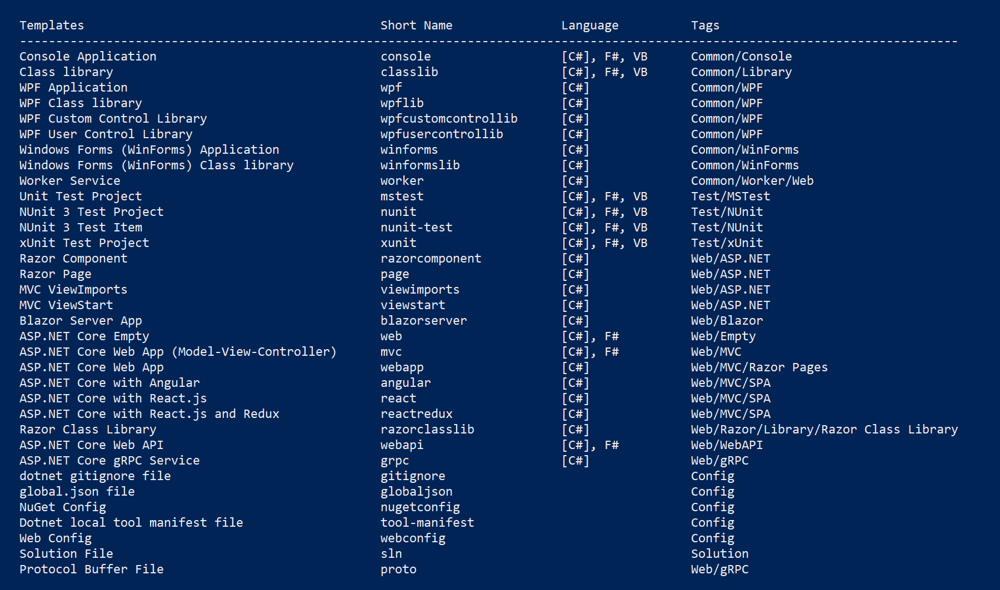 Templates Short Name Language Tags
----------------------------------------------------------------------------------------------------------------------------------
Console Application console [C#], F#, VB Common/Console
Class library classlib [C#], F#, VB Common/Library
WPF Application wpf [C#] Common/WPF
WPF Class library wpflib [C#] Common/WPF
WPF Custom Control Library wpfcustomcontrollib [C#] Common/WPF
WPF User Control Library wpfusercontrollib [C#] Common/WPF
Windows Forms (WinForms) Application winforms [C#] Common/WinForms
Windows Forms (WinForms) Class library winformslib [C#] Common/WinForms
Worker Service worker [C#] Common/Worker/Web
Unit Test Project mstest [C#], F#, VB Test/MSTest
NUnit 3 Test Project nunit [C#], F#, VB Test/NUnit
NUnit 3 Test Item nunit-test [C#], F#, VB Test/NUnit
xUnit Test Project xunit [C#], F#, VB Test/xUnit
Razor Component razorcomponent [C#] Web/ASP.NET
Razor Page page [C#] Web/ASP.NET
MVC ViewImports viewimports [C#] Web/ASP.NET
MVC ViewStart viewstart [C#] Web/ASP.NET
Blazor Server App blazorserver [C#] Web/Blazor
ASP.NET Core Empty web [C#], F# Web/Empty
ASP.NET Core Web App (Model-View-Controller) mvc [C#], F# Web/MVC
ASP.NET Core Web App webapp [C#] Web/MVC/Razor Pages
ASP.NET Core with Angular angular [C#] Web/MVC/SPA
ASP.NET Core with React.js react [C#] Web/MVC/SPA
ASP.NET Core with React.js and Redux reactredux [C#] Web/MVC/SPA
Razor Class Library razorclasslib [C#] Web/Razor/Library/Razor Class Library
ASP.NET Core Web API webapi [C#], F# Web/WebAPI
ASP.NET Core gRPC Service grpc [C#] Web/gRPC
dotnet gitignore file gitignore Config
global.json file globaljson Config
NuGet Config nugetconfig Config
Dotnet local tool manifest file tool-manifest Config
Web Config webconfig Config
Solution File sln Solution
Protocol Buffer File proto Web/gRPC